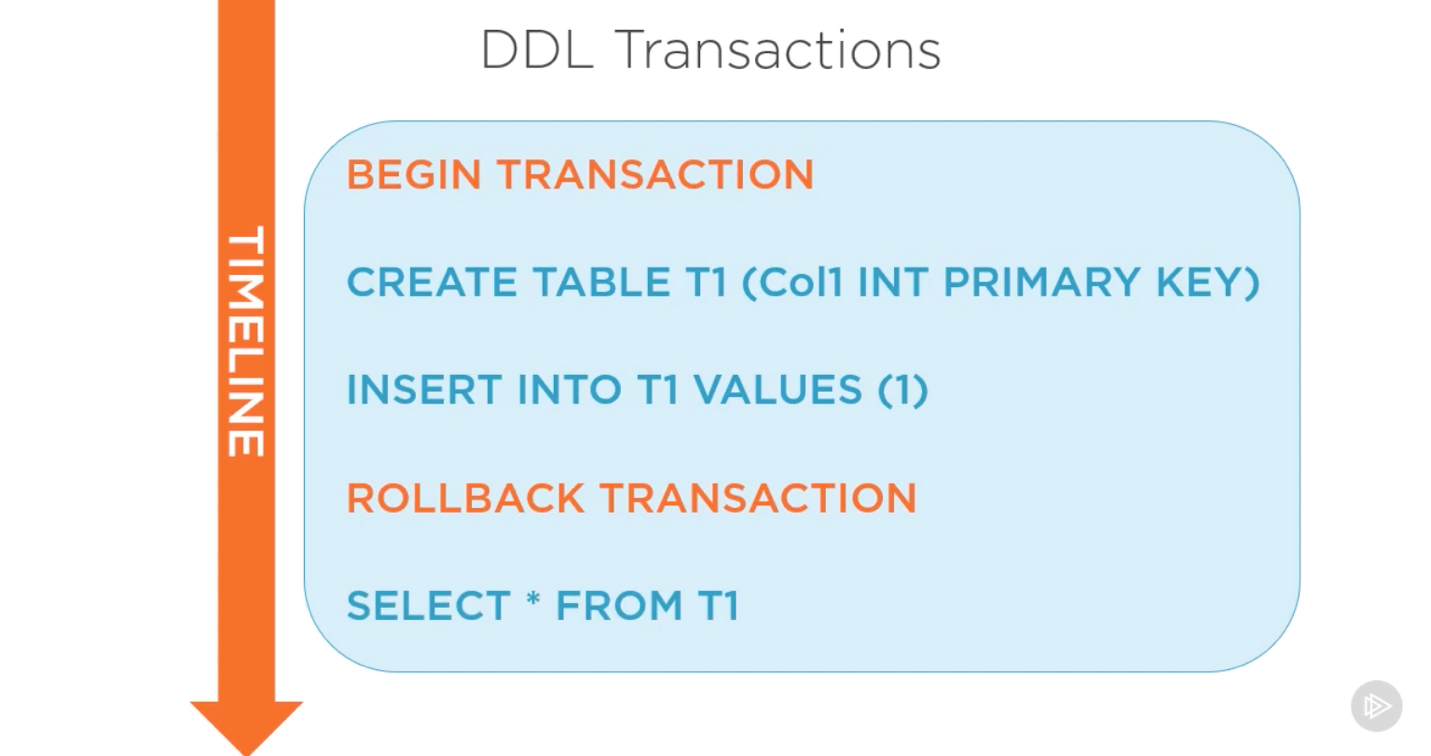 DDL Transactions
BEGIN TRANSACTION
CREATE TABLE T1 (Col1 INT PRIMARY KEY)
INSERT INTO T1 VALUES (1)
ROLLBACK TRANSACTION
SELECT * FROM T1
TIMELINE